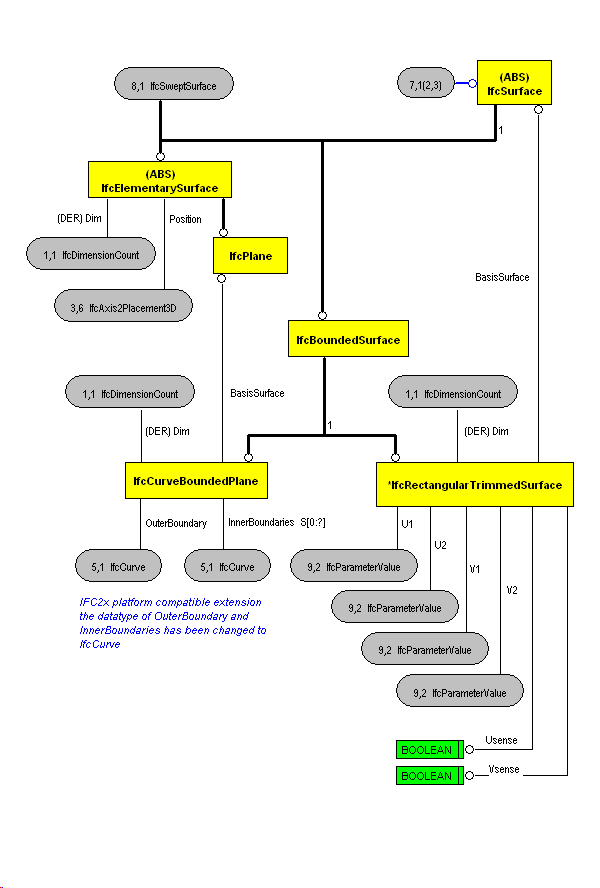 8,1 IfcSweptSurface
7,1(2,3)
(ABS)
IfcSurface
1
(ABS)
IfcElementarySurface
(DER) Dim
Position
1,1 IfcDimensionCount
IfcPlane
3,6 IfcAxis2Placement3D
BasisSurface
IfcBoundedSurface
1,1 IfcDimensionCount
BasisSurface
1,1 IfcDimensionCount
(DER) Dim
1
(DER) Dim
IfcCurveBoundedPlane
*IfcRectangularTrimmedSurface
OuterBoundary
InnerBoundaries S[0:?]
U1
U2
V1
V2
5,1 IfcCurve
5,1 IfcCurve
9,2 IfcParameterValue
9,2 IfcParameterValue
9,2 IfcParameterValue
9,2 IfcParameterValue
IFC2x platform compatible extension
the datatype of OuterBoundary and
InnerBoundaries has been changed to
IfcCurve
BOOLEAN
Usense
BOOLEAN
Vsense